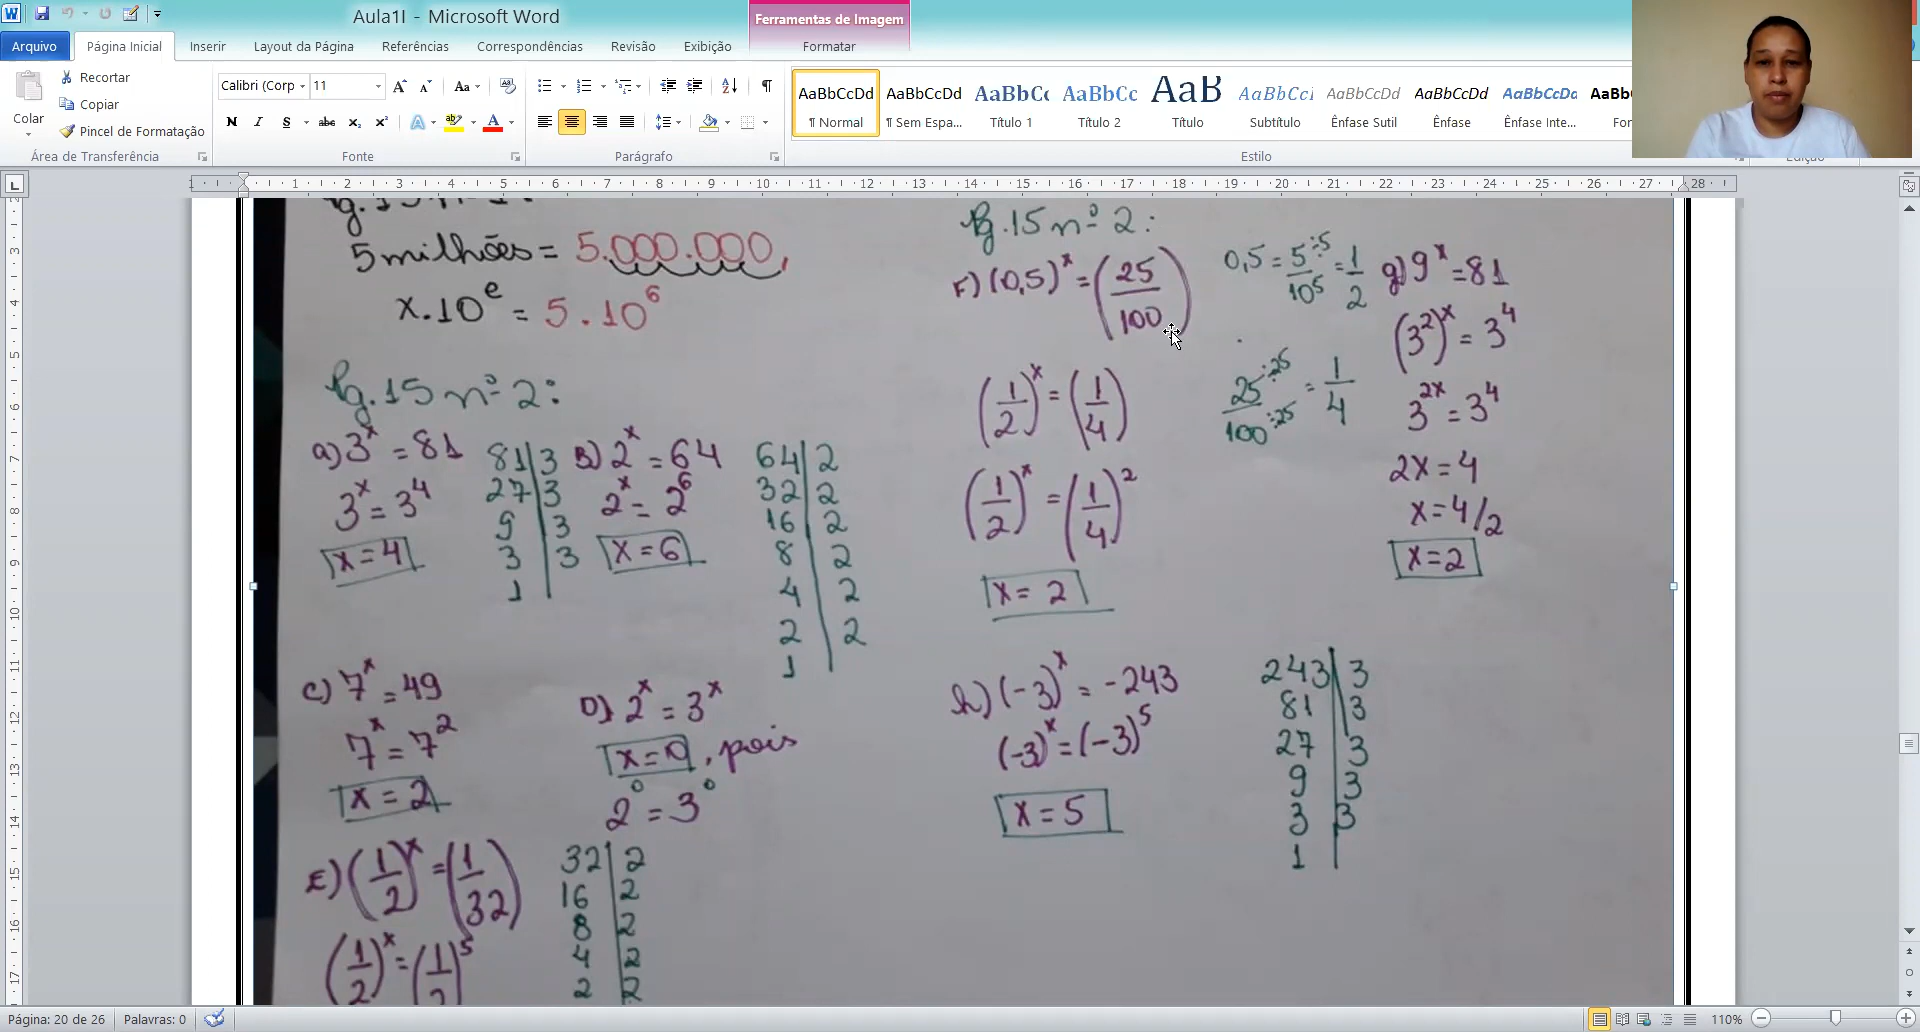 Aula1I - Microsoft Word
Ferramentas de Imagem
Arquivo
Página Inicial
Inserir
Layout da Página
Referências
Correspondências
Revisão
Exibição
Formatar
Colar
Recortar
Copiar
Pincel de Formatação
Área de Transferência
Calibri (Corp
11
Fonte
Parágrafo
AaBbCcDd
¶ Normal
AaBbCcDd
¶ Sem Espa...
AaBbCc
Título 1
AaBbCc
Título 2
AaB
Título
AaBbCcI
Subtítulo
AaBbCcDd
Ênfase Sutil
AaBbCcDd
Ênfase
AaBbCcDd
Ênfase Inte...
Estilo
5 milhões = 5.000.000,
x.10^e = 5.10^6
Pg.15 nº 2:
a) 3^x = 81
3^x = 3^4
x = 4
81|3
27|3
9|3
3|3
1|
B) 2^x = 64
2^x = 2^6
x = 6
64|2
32|2
16|2
8|2
4|2
2|2
1|
C) 7^x = 49
7^x = 7^2
x = 2
D) 2^x = 3^x
x = 0, pois
2^0 = 3^0
E) (1/2)^x = (1/32)
(1/2)^x = (1/2)^5
32|2
16|2
8|2
4|2
2|2
Pg.15 nº 2:
F) (0,5)^x = (25/100)
(1/2)^x = (1/4)
(1/2)^x = (1/4)^2
x = 2
0,5 = 5÷5/10÷5 = 1/2
25÷25/100÷25 = 1/4
g) 9^x = 81
(3^2)^x = 3^4
3^2x = 3^4
2x = 4
x = 4/2
x = 2
h) (-3)^x = -243
(-3)^x = (-3)^5
x = 5
243|3
81|3
27|3
9|3
3|3
1|
Página: 20 de 26
Palavras: 0
110%